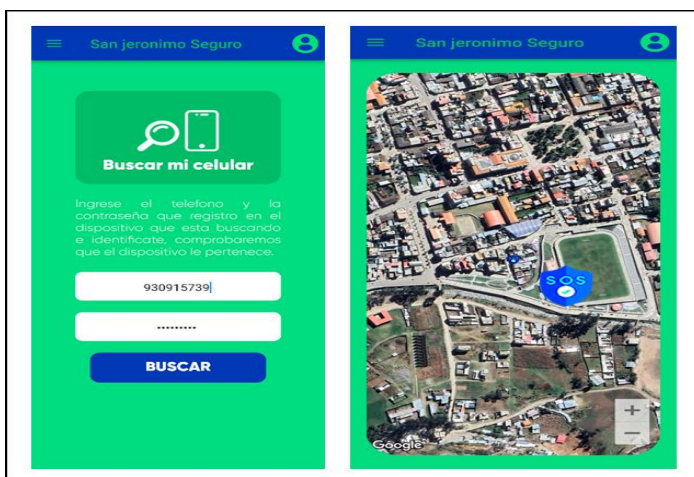 San jeronimo Seguro
Buscar mi celular
Ingrese el telefono y la
contraseña que registro en el
dispositivo que esta buscando
e identificate, comprobaremos
que el dispositivo le pertenece.
930915739
•••••••••
BUSCAR
San jeronimo Seguro
SOS
+
−
Google